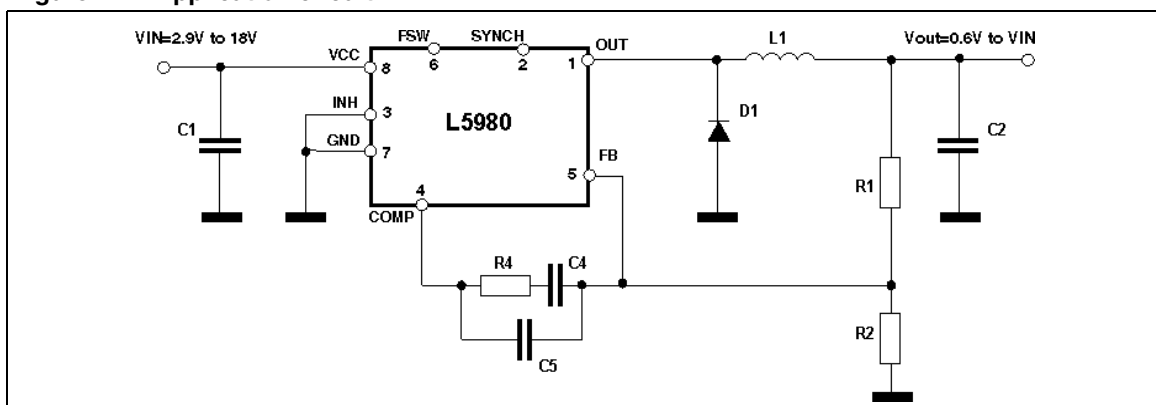 VIN=2.9V to 18V
FSW
SYNCH
OUT
L1
Vout=0.6V to VIN
VCC
8
6
2
1
INH
3
L5980
D1
C1
C2
GND
7
FB
5
R1
4
COMP
R4
C4
R2
C5